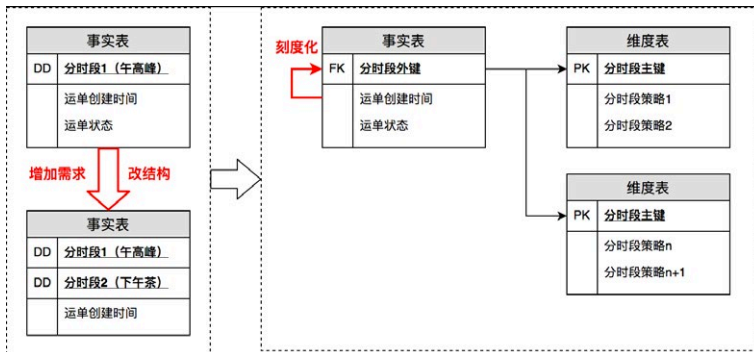 事实表
DD 分时段1（午高峰）
运单创建时间
运单状态
增加需求 改结构
事实表
DD 分时段1（午高峰）
DD 分时段2（下午茶）
运单创建时间
刻度化
事实表
FK 分时段外键
运单创建时间
运单状态
维度表
PK 分时段主键
分时段策略1
分时段策略2
维度表
PK 分时段主键
分时段策略n
分时段策略n+1